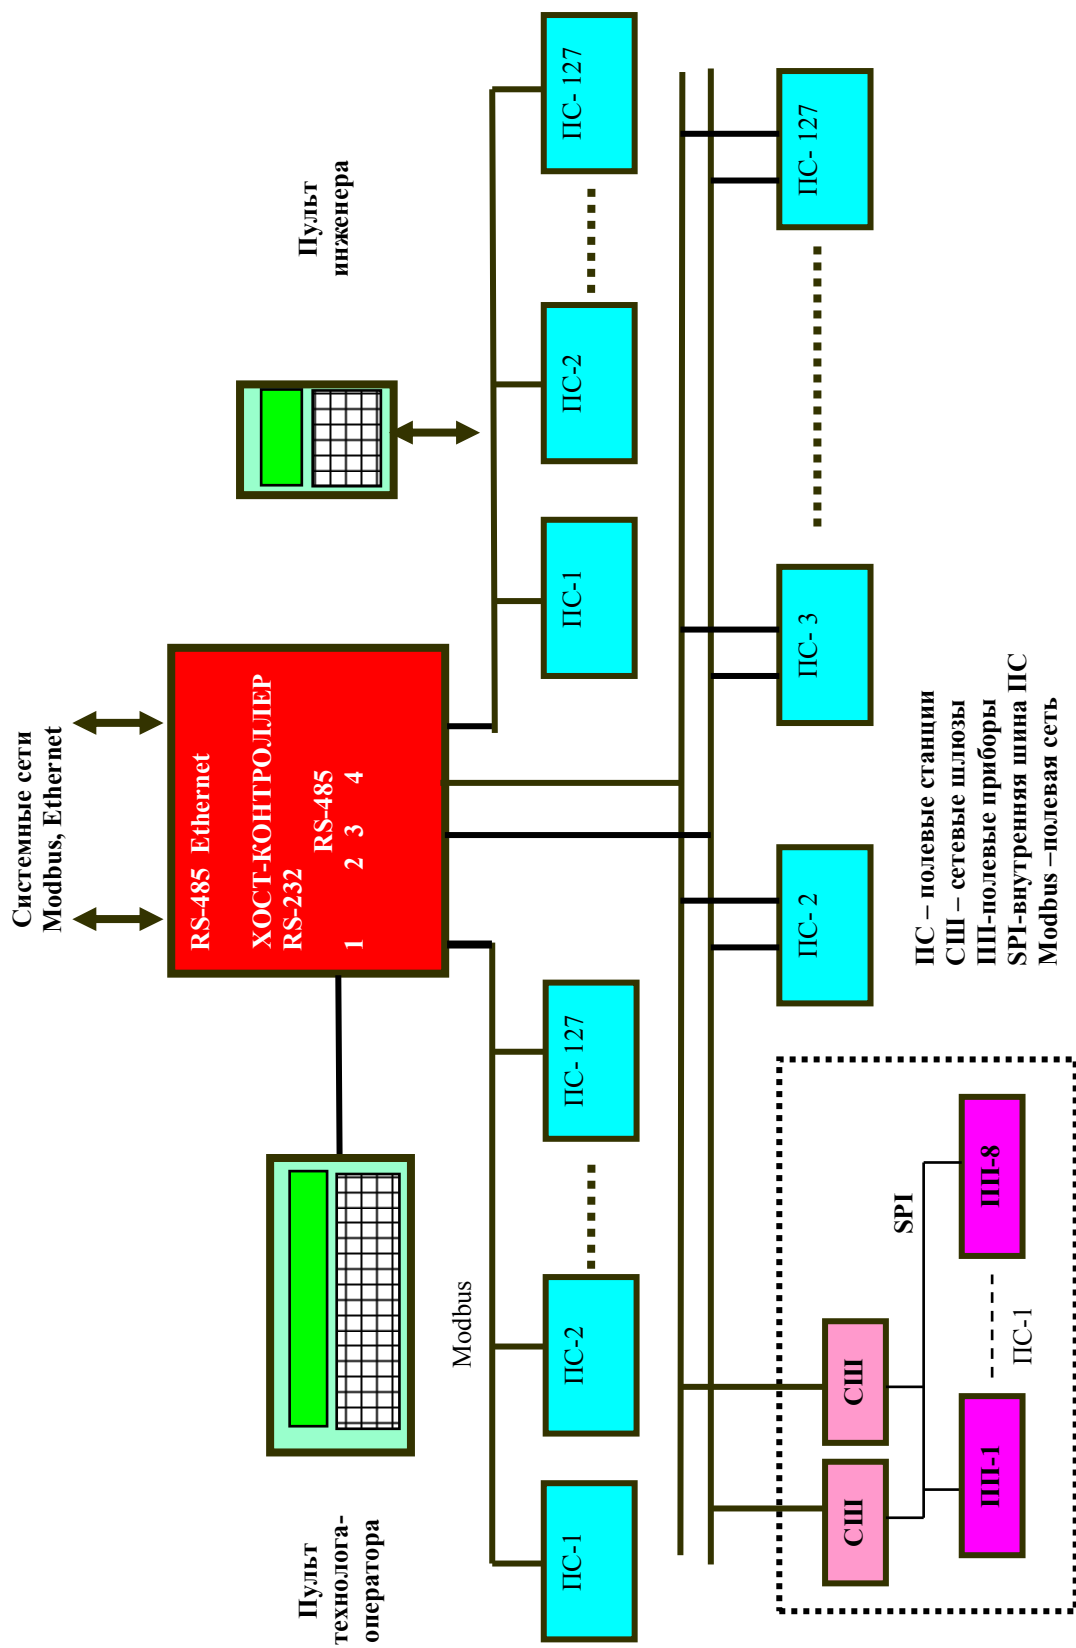 Системные сети
Modbus, Ethernet
Пульт
технолога-
оператора
RS-485 Ethernet
ХОСТ-КОНТРОЛЛЕР
RS-232
RS-485
1 2 3 4
Пульт
инженера
Modbus
ПС-1
ПС-2
ПС- 127
ПС-1
ПС-2
ПС- 127
СШ
СШ
SPI
ПП-1
ПП-8
ПС-1
ПС- 2
ПС- 3
ПС- 127
ПС – полевые станции
СШ – сетевые шлюзы
ПП-полевые приборы
SPI-внутренняя шина ПС
Modbus –полевая сеть